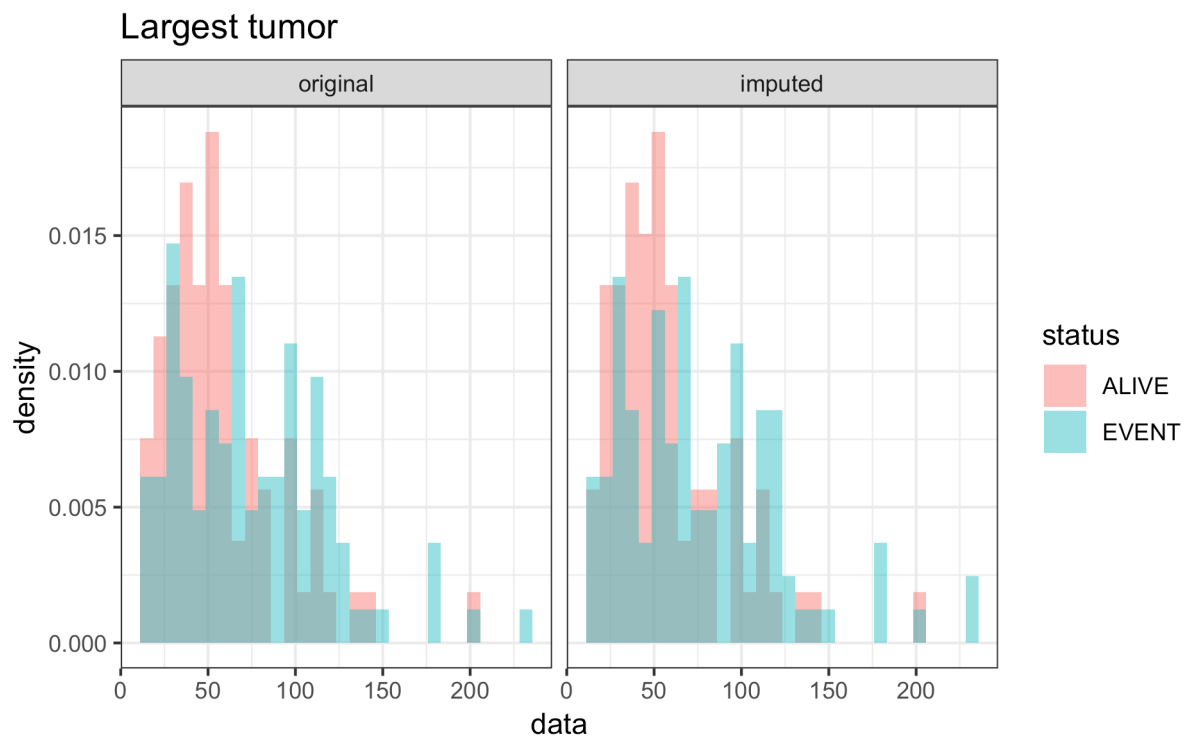 Largest tumor
original imputed
0.015
0.010
0.005
0.000
density
0 50 100 150 200 0 50 100 150 200
data
status
ALIVE
EVENT